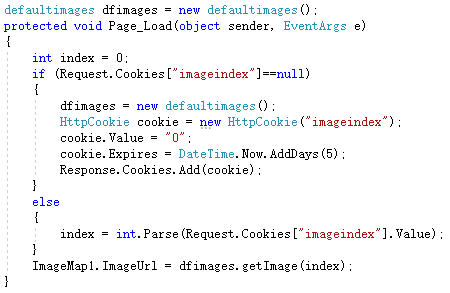 defaultimages dfimages = new defaultimages();
protected void Page_Load(object sender, EventArgs e)
{
    int index = 0;
    if (Request.Cookies["imageindex"]==null)
    {
        dfimages = new defaultimages();
        HttpCookie cookie = new HttpCookie("imageindex");
        cookie.Value = "0";
        cookie.Expires = DateTime.Now.AddDays(5);
        Response.Cookies.Add(cookie);
    }
    else
    {
        index = int.Parse(Request.Cookies["imageindex"].Value);
    }
    ImageMap1.ImageUrl = dfimages.getImage(index);
}